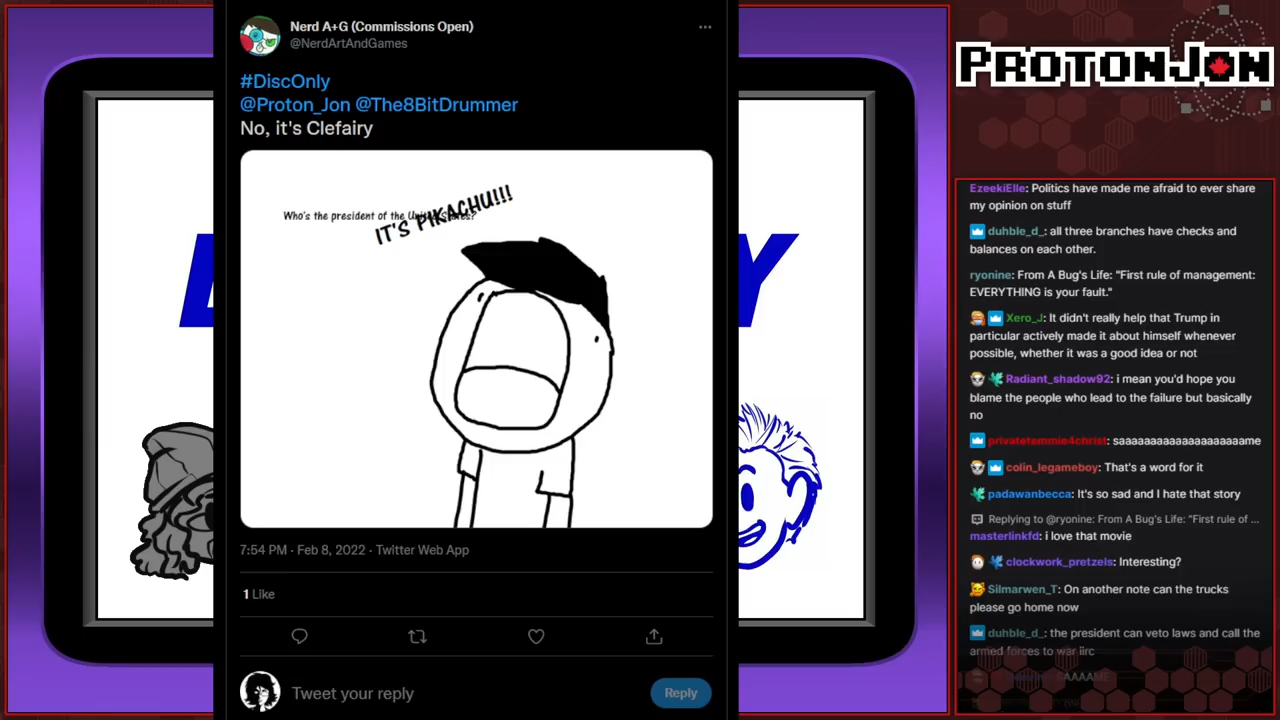 Nerd A+G (Commissions Open)
@NerdArtAndGames
#DiscOnly
@Proton_Jon @The8BitDrummer
No, it's Clefairy
Who's the president of the United States?
IT'S PIKACHU!!!
7:54 PM · Feb 8, 2022 · Twitter Web App
1 Like
Tweet your reply
Reply
PROTONJON
EzeekiElle: Politics have made me afraid to ever share
my opinion on stuff
duhble_d_: all three branches have checks and
balances on each other.
ryonine: From A Bug's Life: "First rule of management:
EVERYTHING is your fault."
Xero_J: It didn't really help that Trump in
particular actively made it about himself whenever
possible, whether it was a good idea or not
Radiant_shadow92: i mean you'd hope you
blame the people who lead to the failure but basically
no
privatetemmie4christ: saaaaaaaaaaaaaaaaaaaame
colin_legameboy: That's a word for it
padawanbecca: It's so sad and I hate that story
Replying to @ryonine: From A Bug's Life: "First rule of ...
masterlinkfd: i love that movie
clockwork_pretzels: Interesting?
Silmarwen_T: On another note can the trucks
please go home now
duhble_d_: the president can veto laws and call the
armed forces to war iirc